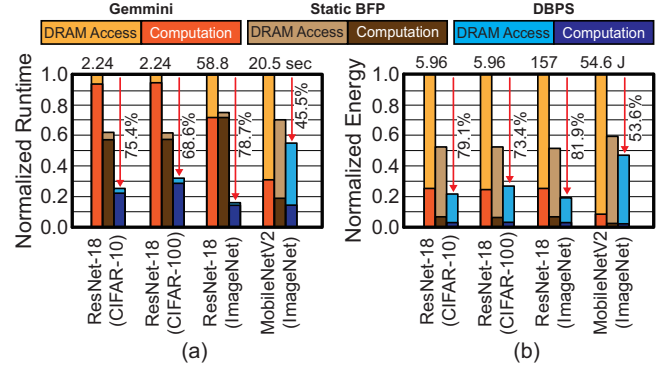 Gemmini Static BFP DBPS
DRAM Access Computation DRAM Access Computation DRAM Access Computation
2.24 2.24 58.8 20.5 sec
Normalized Runtime
1.0
0.8
0.6
0.4
0.2
0.0
75.4%
68.6%
78.7%
45.5%
ResNet-18
(CIFAR-10)
ResNet-18
(CIFAR-100)
ResNet-18
(ImageNet)
MobileNetV2
(ImageNet)
(a)
5.96 5.96 157 54.6 J
Normalized Energy
1.0
0.8
0.6
0.4
0.2
0.0
79.1%
73.4%
81.9%
53.6%
ResNet-18
(CIFAR-10)
ResNet-18
(CIFAR-100)
ResNet-18
(ImageNet)
MobileNetV2
(ImageNet)
(b)